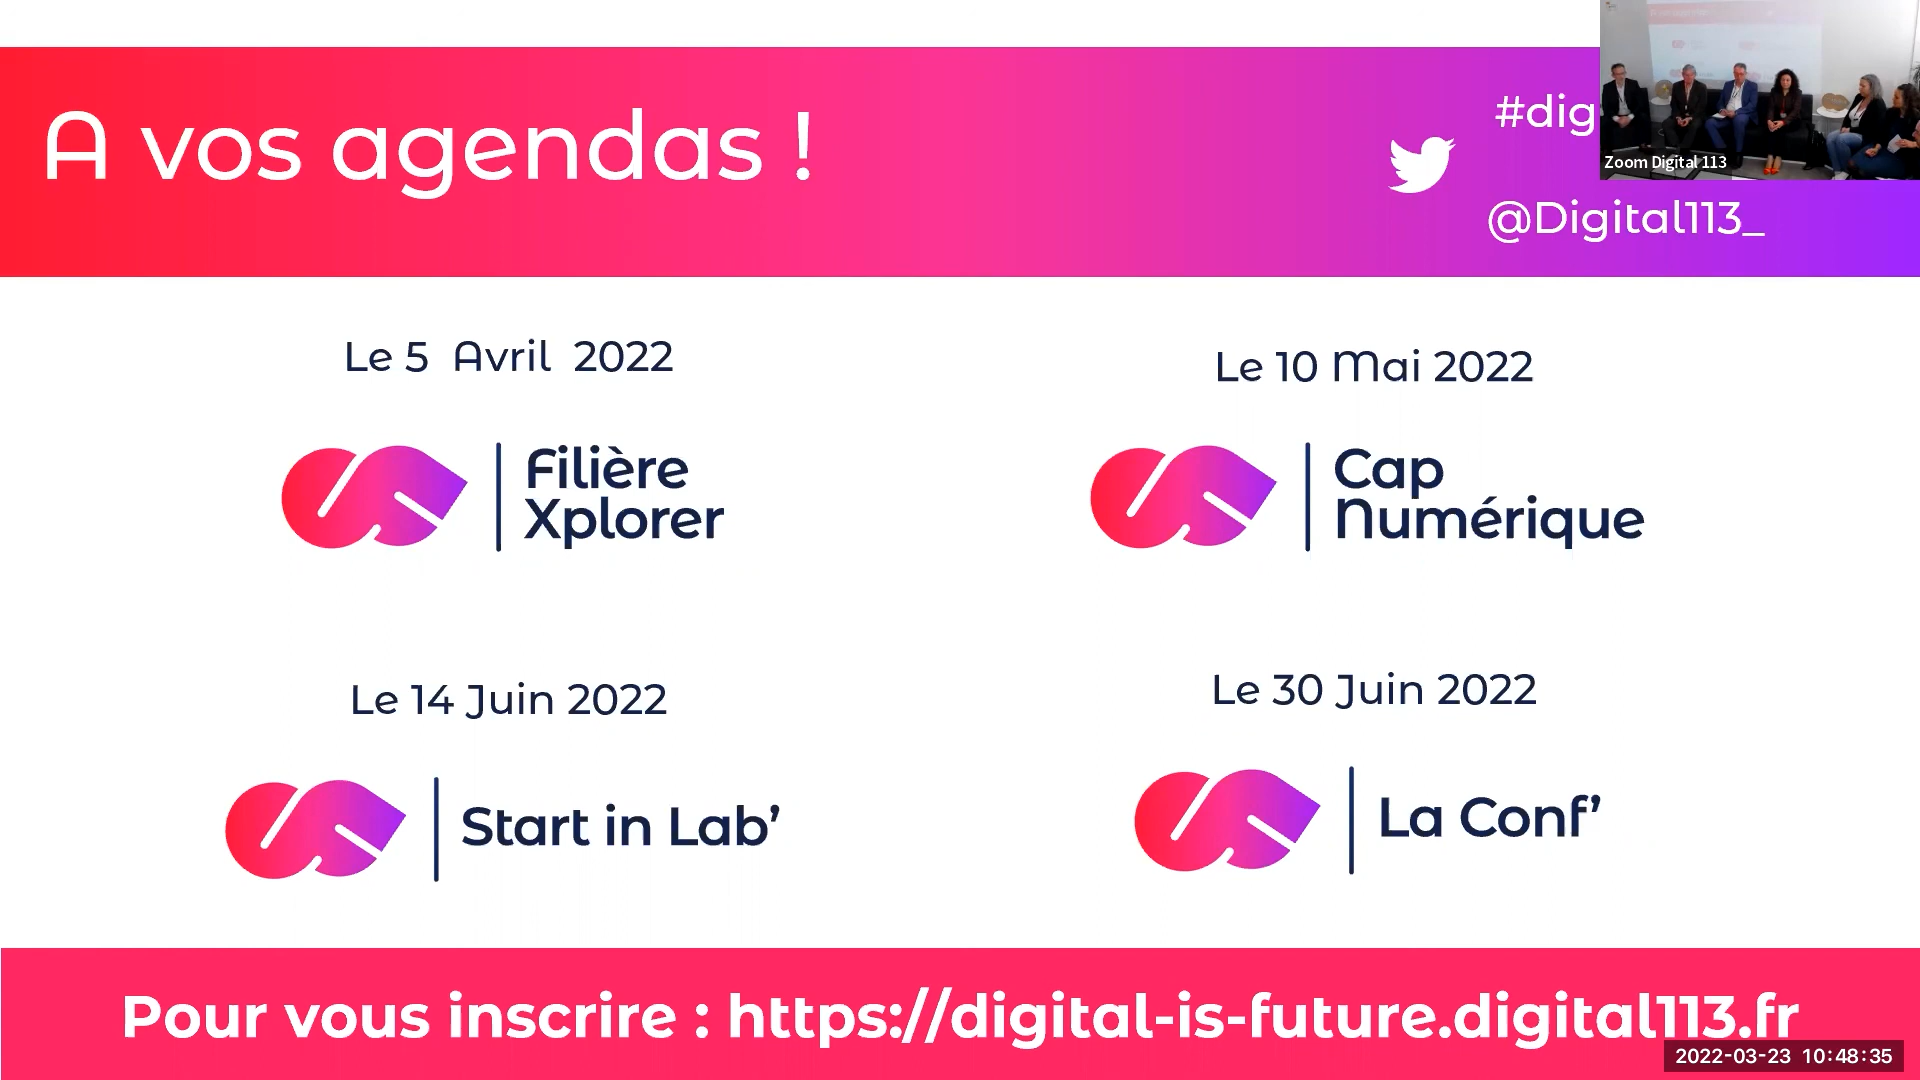 A vos agendas !
#dig
@Digital113_
Zoom Digital 113
Le 5 Avril 2022
Filière
Xplorer
Le 10 Mai 2022
Cap
Numérique
Le 14 Juin 2022
Start in Lab’
Le 30 Juin 2022
La Conf’
Pour vous inscrire : https://digital-is-future.digital113.fr
2022-03-23 10:48:35